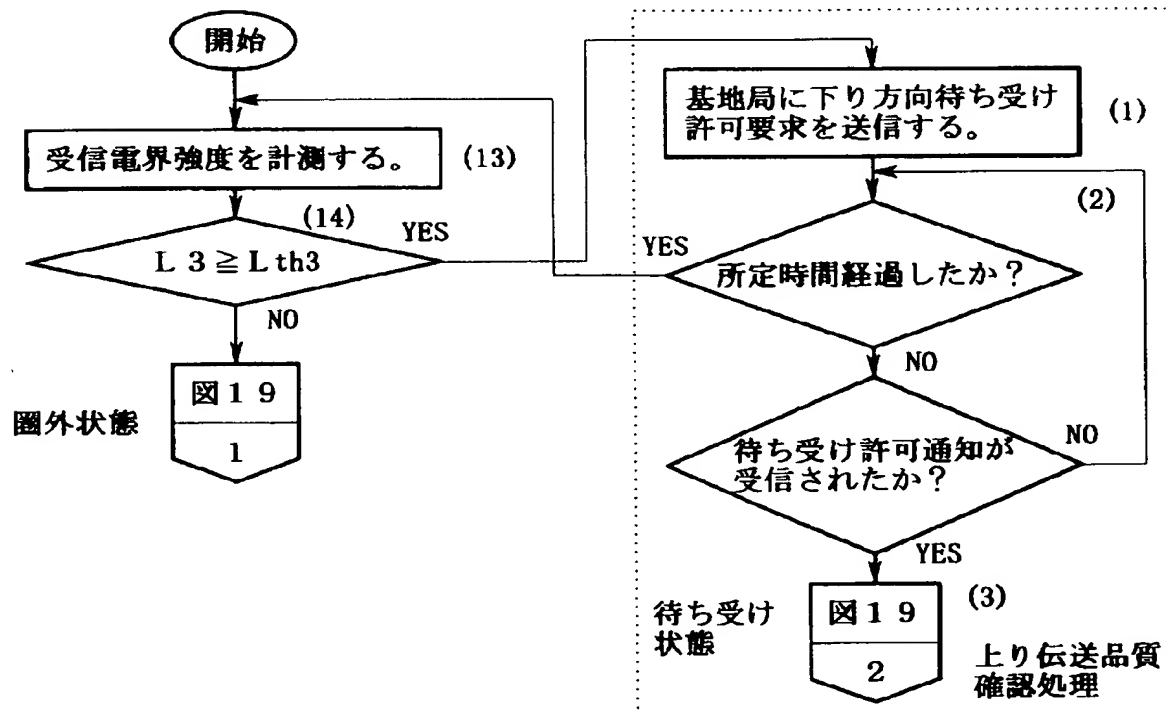 開始
受信電界強度を計測する。
(13)
(14)
L3≧Lth3
YES
NO
図19
1
圏外状態
基地局に下り方向待ち受け
許可要求を送信する。
(1)
(2)
YES
所定時間経過したか？
NO
待ち受け許可通知が
受信されたか？
NO
YES
図19
2
(3)
待ち受け
状態
上り伝送品質
確認処理